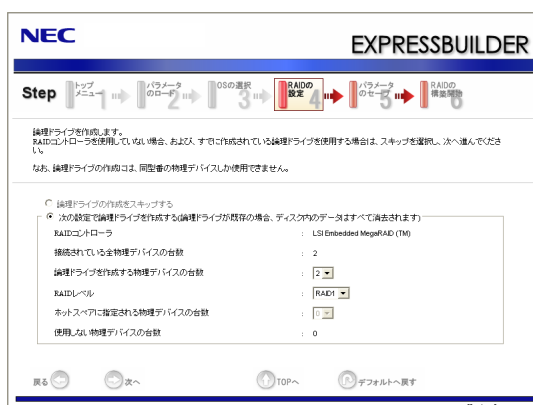 NEC
EXPRESSBUILDER
Step
トップメニュー 1
パラメータのロード 2
OSの選択 3
RAIDの設定 4
パラメータのセーブ 5
RAIDの構築開始 6
論理ドライブを作成します。
RAIDコントローラを使用していない場合、および、すでに作成されている論理ドライブを使用する場合は、スキップを選択し、次へ進んでください。
なお、論理ドライブの作成には、同型番の物理デバイスしか使用できません。
論理ドライブの作成をスキップする
次の設定で論理ドライブを作成する(論理ドライブが既存の場合、ディスク内のデータはすべて消去されます)
RAIDコントローラ : LSI Embedded MegaRAID (TM)
接続されている全物理デバイスの台数 : 2
論理ドライブを作成する物理デバイスの台数 : 2
RAIDレベル : RAID1
ホットスペアに指定される物理デバイスの台数 : 0
使用しない物理デバイスの台数 : 0
戻る 次へ TOPへ デフォルトへ戻す